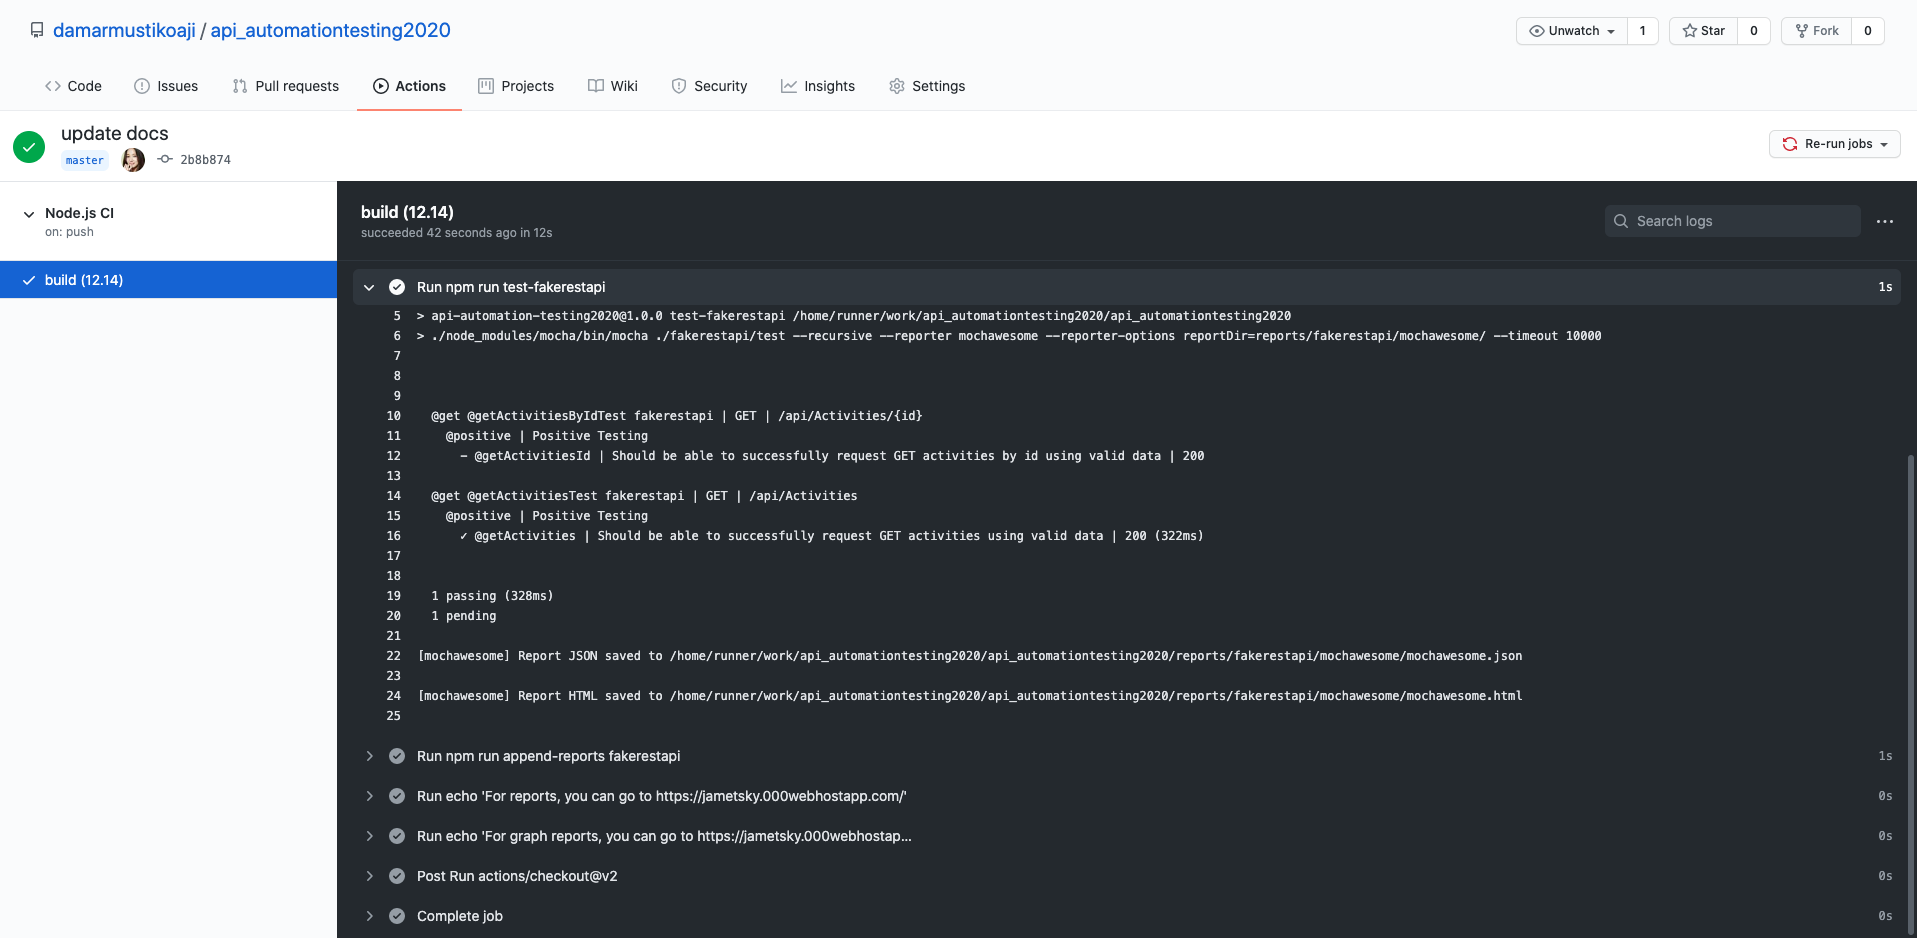 damarmustikoaji / api_automationtesting2020
Unwatch 1 Star 0 Fork 0
Code Issues Pull requests Actions Projects Wiki Security Insights Settings
update docs
master 2b8b874
Re-run jobs
Node.js CI
on: push
build (12.14)
build (12.14)
succeeded 42 seconds ago in 12s
Search logs
Run npm run test-fakerestapi 1s
5 > api-automation-testing2020@1.0.0 test-fakerestapi /home/runner/work/api_automationtesting2020/api_automationtesting2020
6 > ./node_modules/mocha/bin/mocha ./fakerestapi/test --recursive --reporter mochawesome --reporter-options reportDir=reports/fakerestapi/mochawesome/ --timeout 10000
7
8
9
10 @get @getActivitiesByIdTest fakerestapi | GET | /api/Activities/{id}
11 @positive | Positive Testing
12 - @getActivitiesId | Should be able to successfully request GET activities by id using valid data | 200
13
14 @get @getActivitiesTest fakerestapi | GET | /api/Activities
15 @positive | Positive Testing
16 ✓ @getActivities | Should be able to successfully request GET activities using valid data | 200 (322ms)
17
18
19 1 passing (328ms)
20 1 pending
21
22 [mochawesome] Report JSON saved to /home/runner/work/api_automationtesting2020/api_automationtesting2020/reports/fakerestapi/mochawesome/mochawesome.json
23
24 [mochawesome] Report HTML saved to /home/runner/work/api_automationtesting2020/api_automationtesting2020/reports/fakerestapi/mochawesome/mochawesome.html
25
Run npm run append-reports fakerestapi 1s
Run echo 'For reports, you can go to https://jametsky.000webhostapp.com/' 0s
Run echo 'For graph reports, you can go to https://jametsky.000webhostap... 0s
Post Run actions/checkout@v2 0s
Complete job 0s